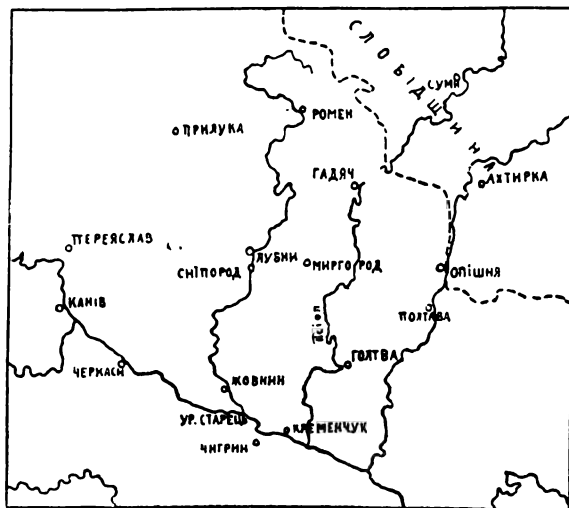 СЛОБІДЩИНА
СУМИ
РОМЕН
ПРИЛУКА
ГАДЯЧ
АХТИРКА
ПЕРЕЯСЛАВ
ЛУБНИ
СНІПОРОД
МИРГОРОД
ОПІШНЯ
КАНІВ
ПОЛТАВА
ПСІОЛ
ГОЛТВА
ЧЕРКАСИ
ЖОВНИН
УР. СТАРЕЦЬ
КРЕМЕНЧУК
ЧИГРИН